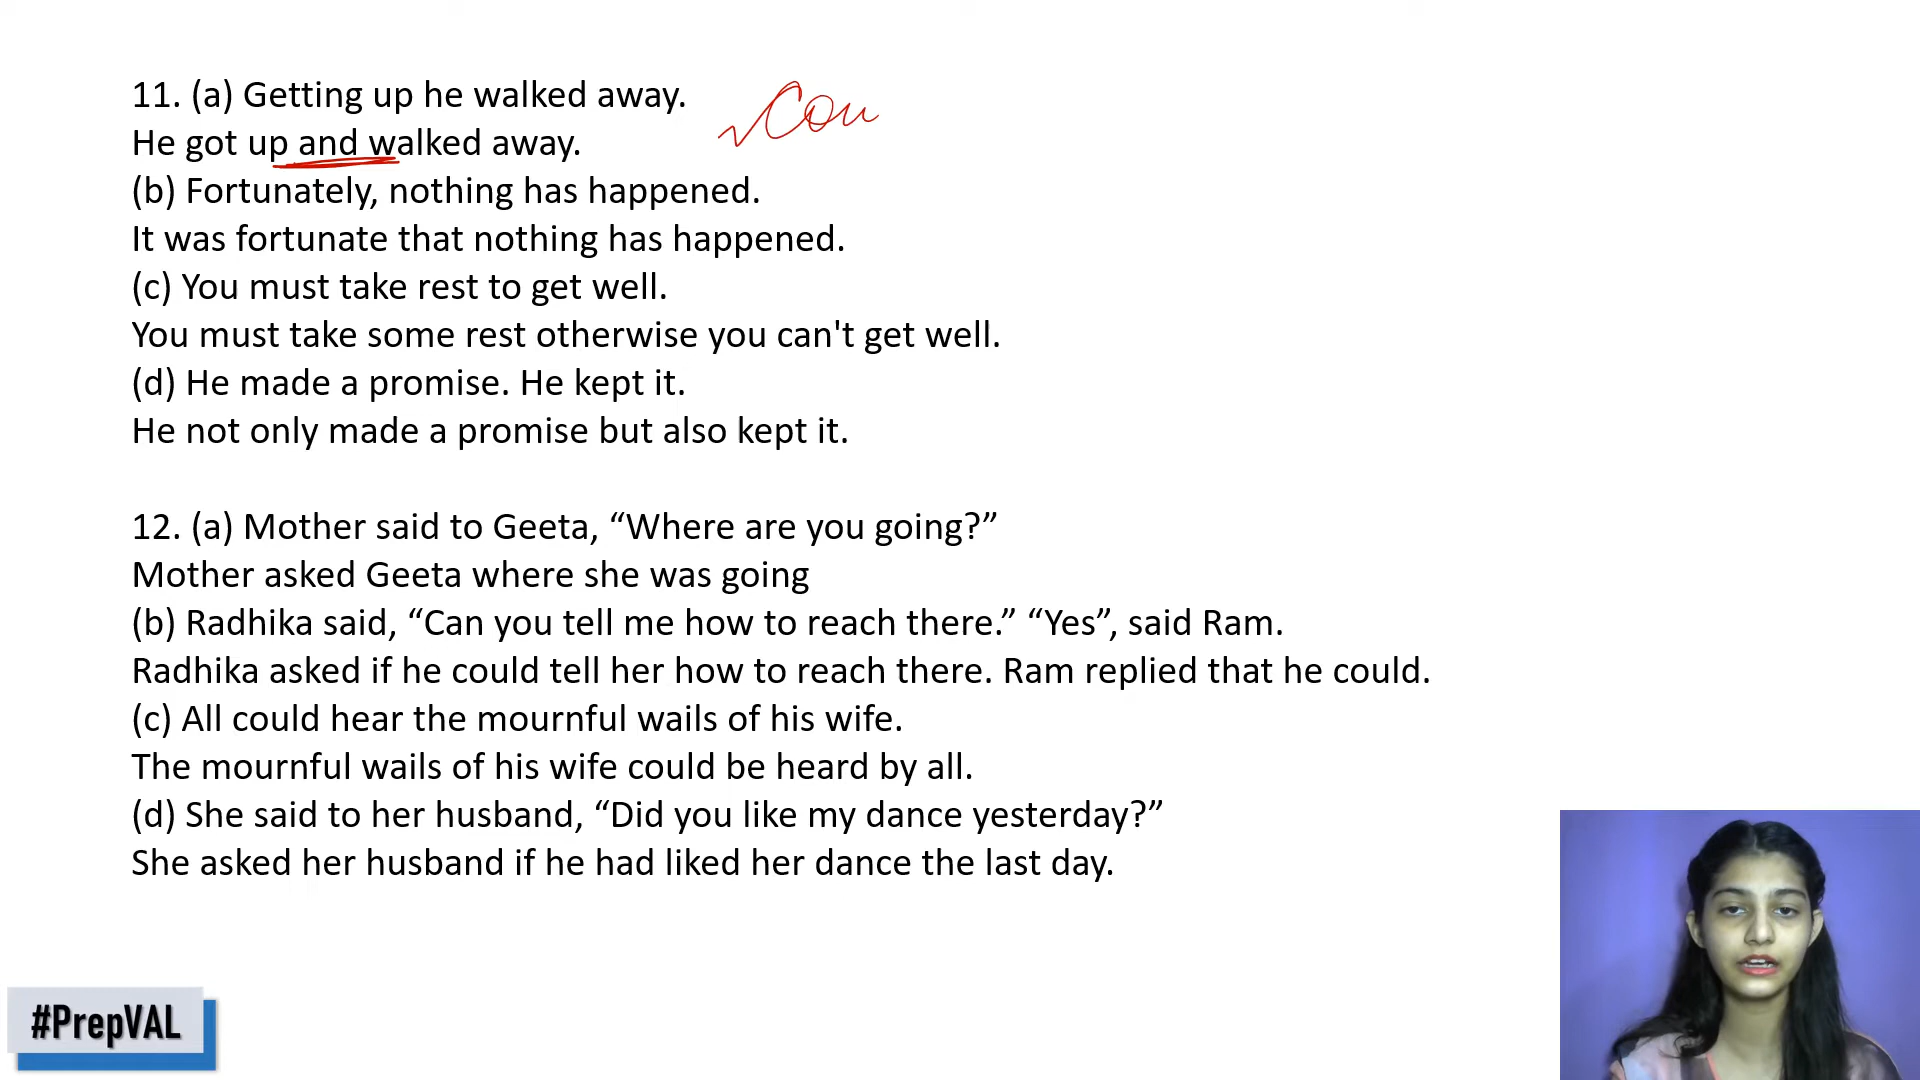 11. (a) Getting up he walked away.
He got up and walked away.
(b) Fortunately, nothing has happened.
It was fortunate that nothing has happened.
(c) You must take rest to get well.
You must take some rest otherwise you can't get well.
(d) He made a promise. He kept it.
He not only made a promise but also kept it.
12. (a) Mother said to Geeta, “Where are you going?”
Mother asked Geeta where she was going
(b) Radhika said, “Can you tell me how to reach there.” “Yes”, said Ram.
Radhika asked if he could tell her how to reach there. Ram replied that he could.
(c) All could hear the mournful wails of his wife.
The mournful wails of his wife could be heard by all.
(d) She said to her husband, “Did you like my dance yesterday?”
She asked her husband if he had liked her dance the last day.
#PrepVAL